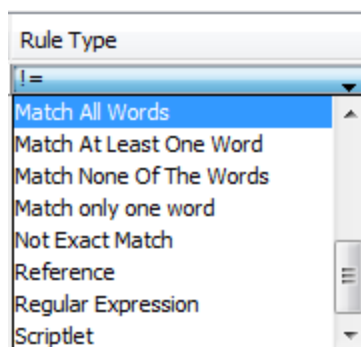 Rule Type
!=
Match All Words
Match At Least One Word
Match None Of The Words
Match only one word
Not Exact Match
Reference
Regular Expression
Scriptlet